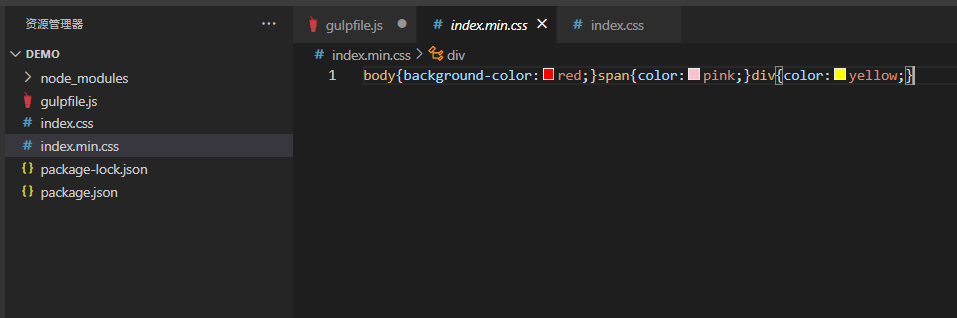 资源管理器 ···
DEMO
node_modules
gulpfile.js
index.css
index.min.css
package-lock.json
package.json
gulpfile.js index.min.css index.css
index.min.css > div
1 body{background-color:red;}span{color:pink;}div{color:yellow;}